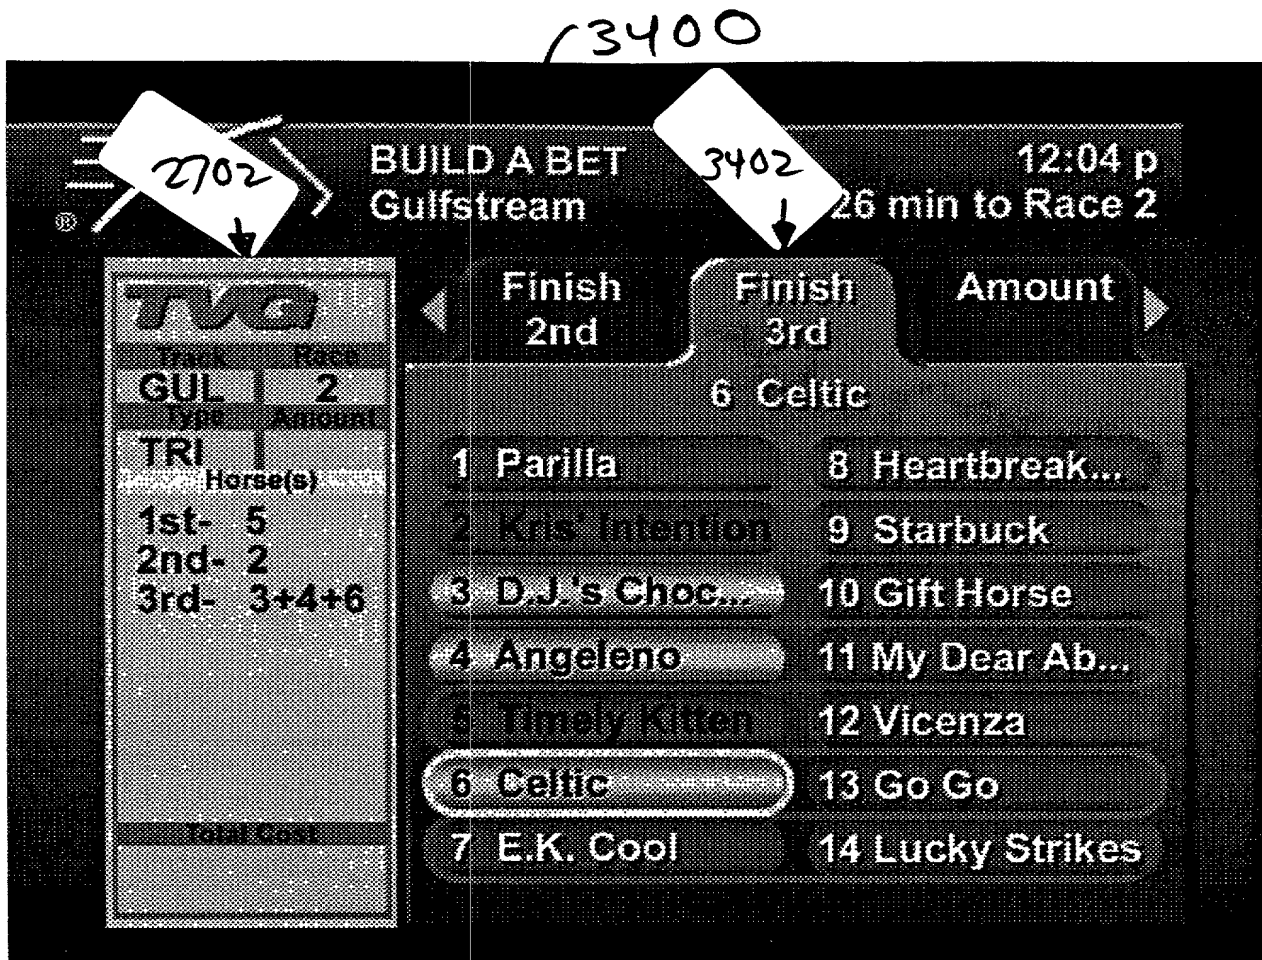 3400
2702
3402
®
BUILD A BET
Gulfstream
12:04 p
26 min to Race 2
TVG
Track Race
GUL 2
Type Amount
TRI
Horse(s)
1st- 5
2nd- 2
3rd- 3+4+6
Total Cost
Finish
2nd
Finish
3rd
Amount
6 Celtic
1 Parilla
2 Kris' Intention
3 D.J.'s Choc...
4 Angeleno
5 Timely Kitten
6 Celtic
7 E.K. Cool
8 Heartbreak...
9 Starbuck
10 Gift Horse
11 My Dear Ab...
12 Vicenza
13 Go Go
14 Lucky Strikes